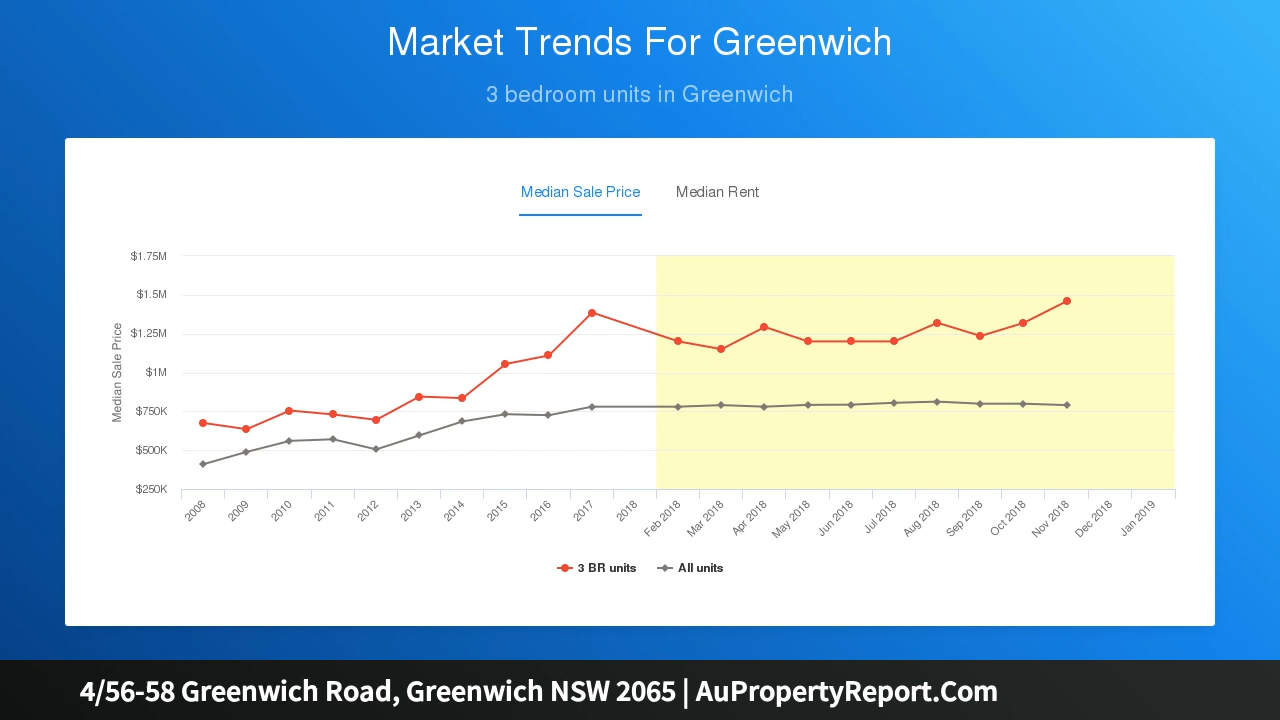 Market Trends For Greenwich
3 bedroom units in Greenwich
Median Sale Price
Median Rent
Median Sale Price
$1.75M
$1.5M
$1.25M
$1M
$750K
$500K
$250K
2008
2009
2010
2011
2012
2013
2014
2015
2016
2017
2018
Feb 2018
Mar 2018
Apr 2018
May 2018
Jun 2018
Jul 2018
Aug 2018
Sep 2018
Oct 2018
Nov 2018
Dec 2018
Jan 2019
3 BR units
All units
4/56-58 Greenwich Road, Greenwich NSW 2065 | AuPropertyReport.Com